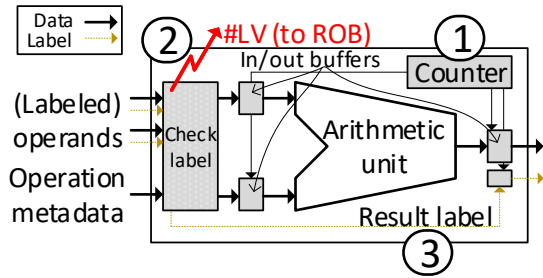 Data
Label
2
#LV (to ROB)
1
In/out buffers
Counter
(Labeled)
operands
Check
label
Arithmetic
unit
Operation
metadata
Result label
3